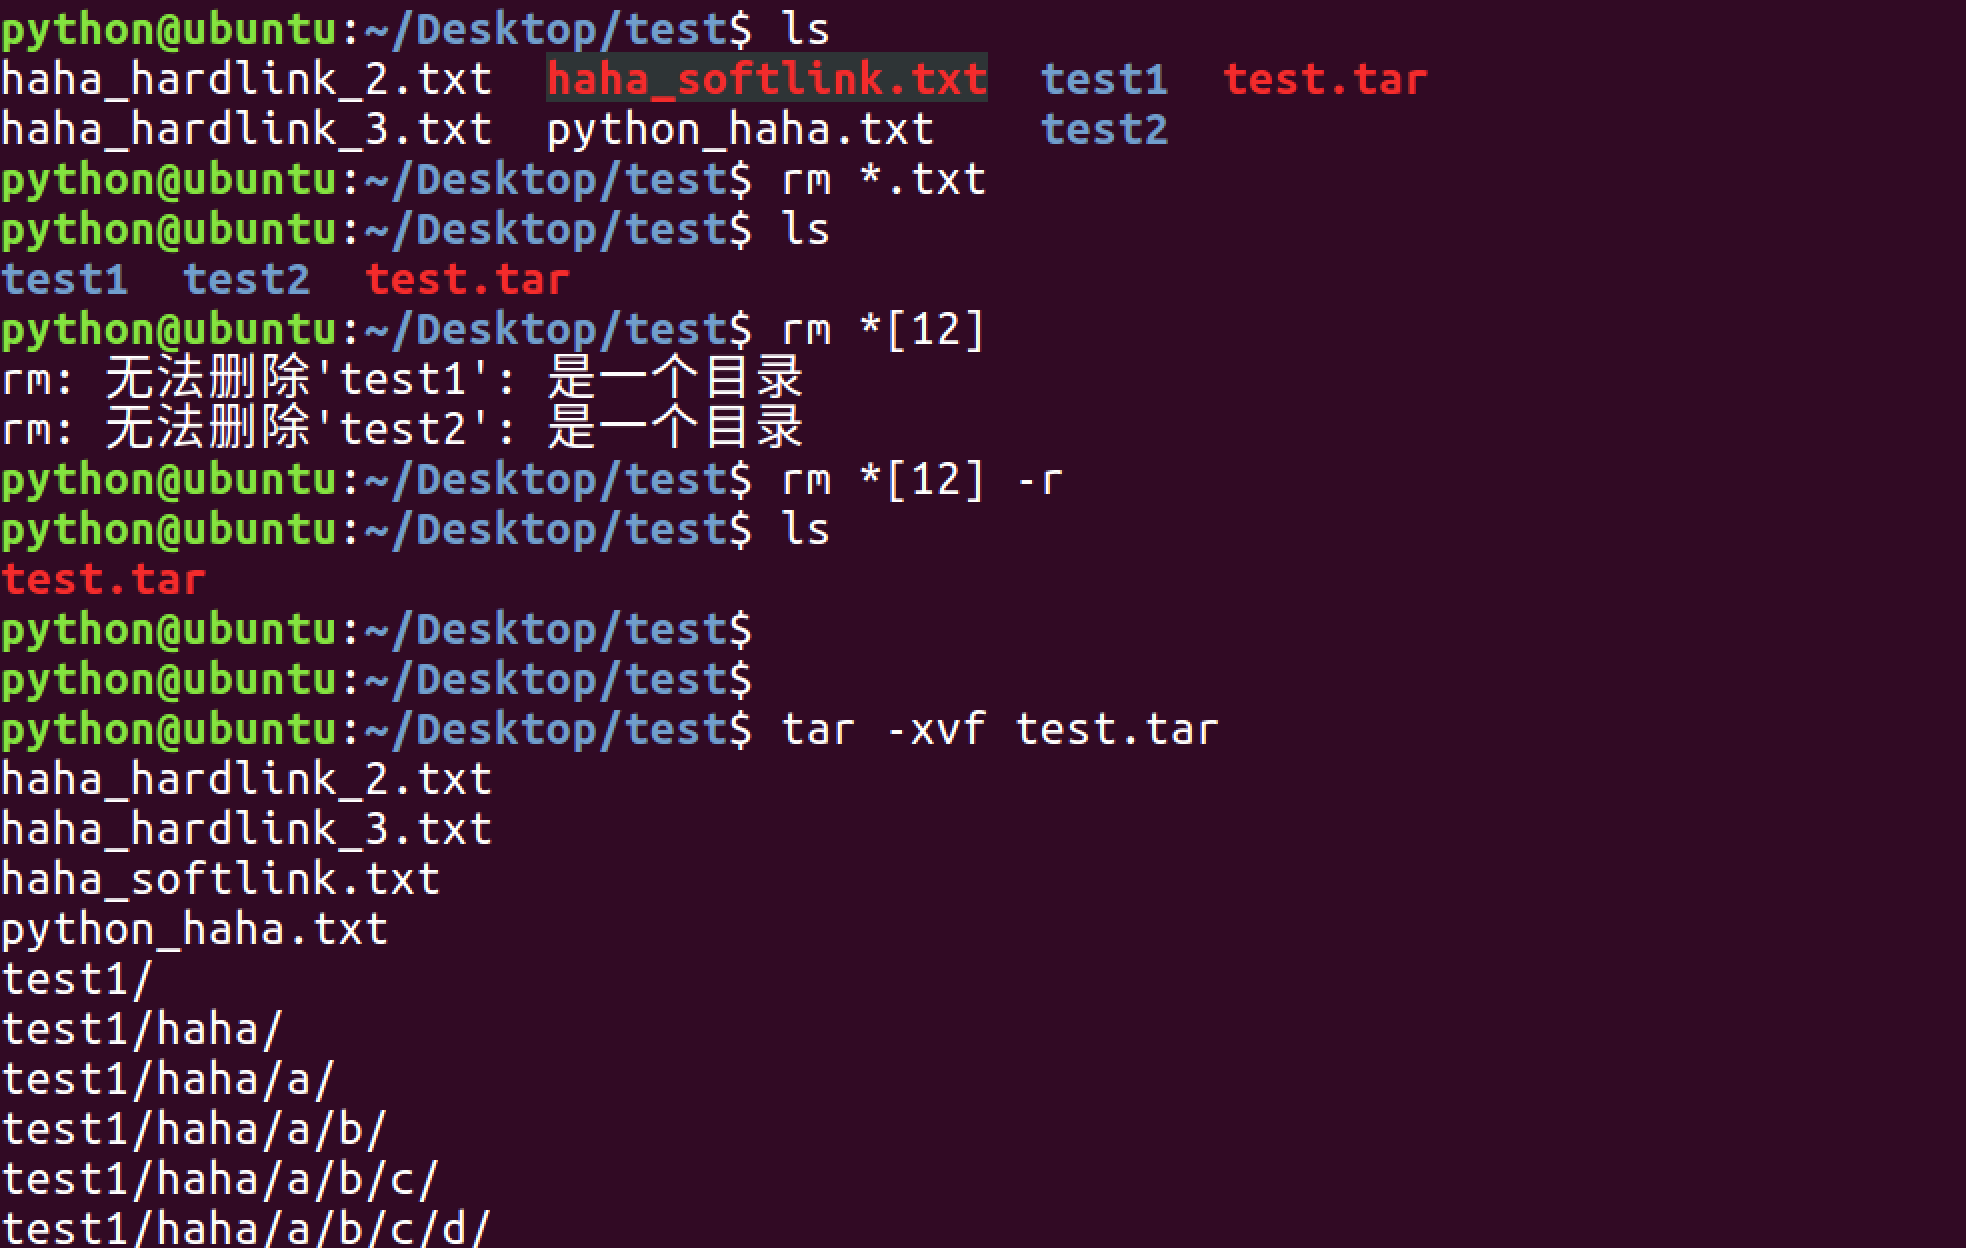 python@ubuntu:~/Desktop/test$ ls
haha_hardlink_2.txt  haha_softlink.txt  test1  test.tar
haha_hardlink_3.txt  python_haha.txt    test2
python@ubuntu:~/Desktop/test$ rm *.txt
python@ubuntu:~/Desktop/test$ ls
test1  test2  test.tar
python@ubuntu:~/Desktop/test$ rm *[12]
rm: 无法删除'test1': 是一个目录
rm: 无法删除'test2': 是一个目录
python@ubuntu:~/Desktop/test$ rm *[12] -r
python@ubuntu:~/Desktop/test$ ls
test.tar
python@ubuntu:~/Desktop/test$
python@ubuntu:~/Desktop/test$
python@ubuntu:~/Desktop/test$ tar -xvf test.tar
haha_hardlink_2.txt
haha_hardlink_3.txt
haha_softlink.txt
python_haha.txt
test1/
test1/haha/
test1/haha/a/
test1/haha/a/b/
test1/haha/a/b/c/
test1/haha/a/b/c/d/